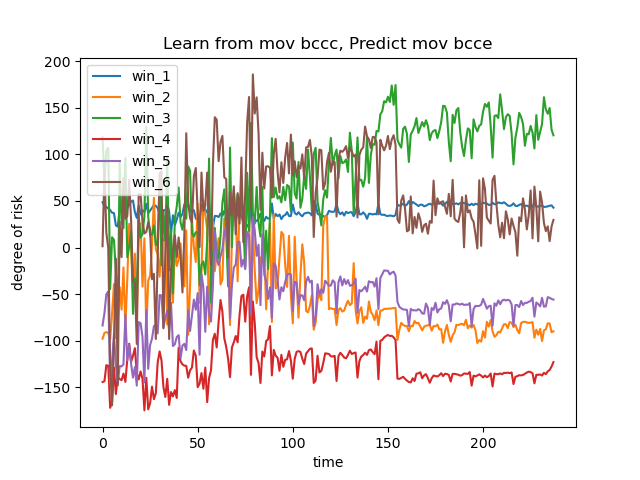 Learn from mov bccc, Predict mov bcce
degree of risk
200
150
100
50
0
−50
−100
−150
win_1
win_2
win_3
win_4
win_5
win_6
0
50
100
150
200
time